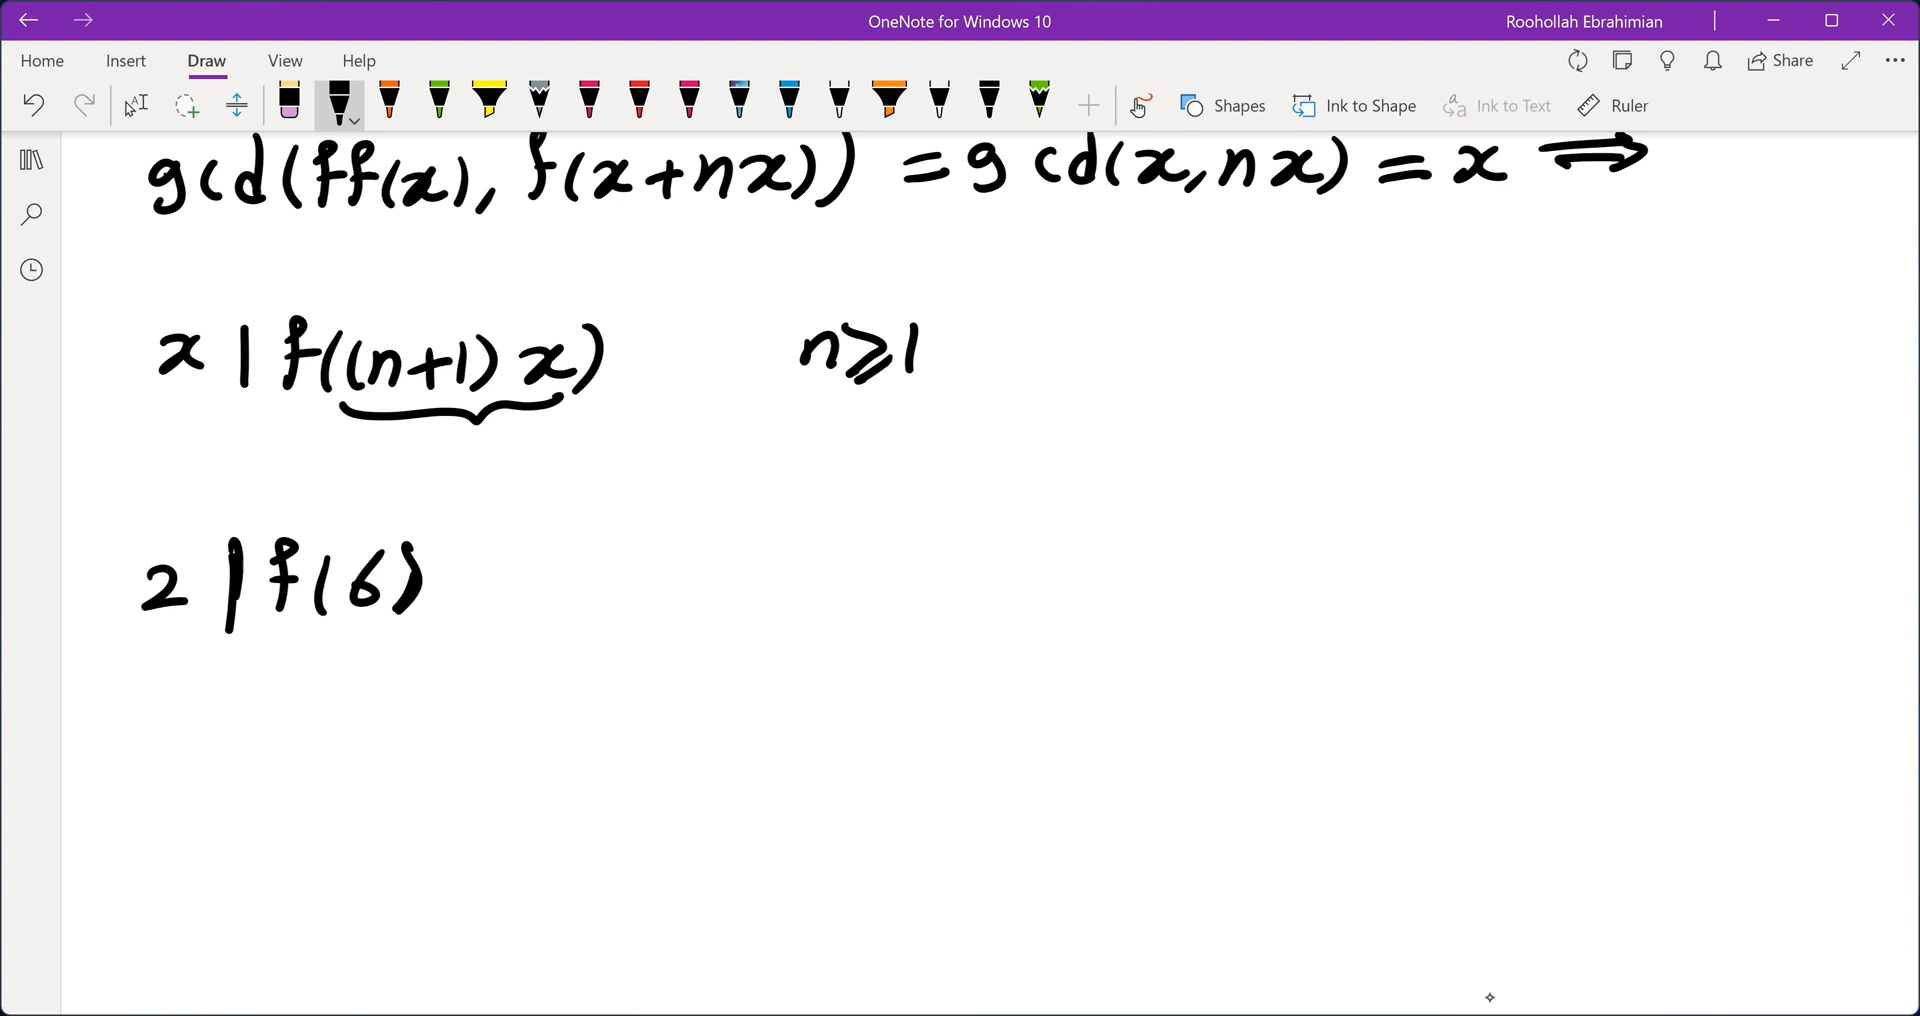 OneNote for Windows 10
Roohollah Ebrahimian
Home Insert Draw View Help
Share
Shapes Ink to Shape Ink to Text Ruler
gcd(ff(x), f(x+nx)) = gcd(x, nx) = x ⟹
x | f((n+1)x) n ⩾ 1
2 | f(6)